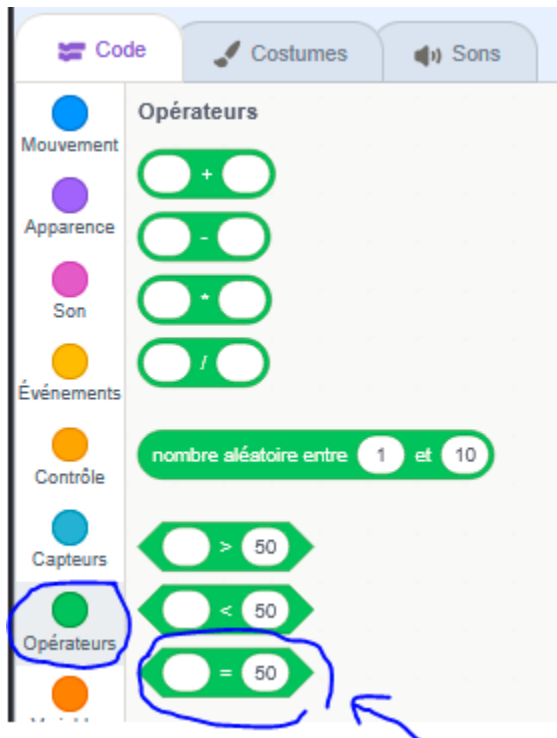 Code Costumes Sons
Opérateurs
Mouvement
+
Apparence
-
*
Son
/
Événements
nombre aléatoire entre 1 et 10
Contrôle
> 50
Capteurs
< 50
Opérateurs
= 50